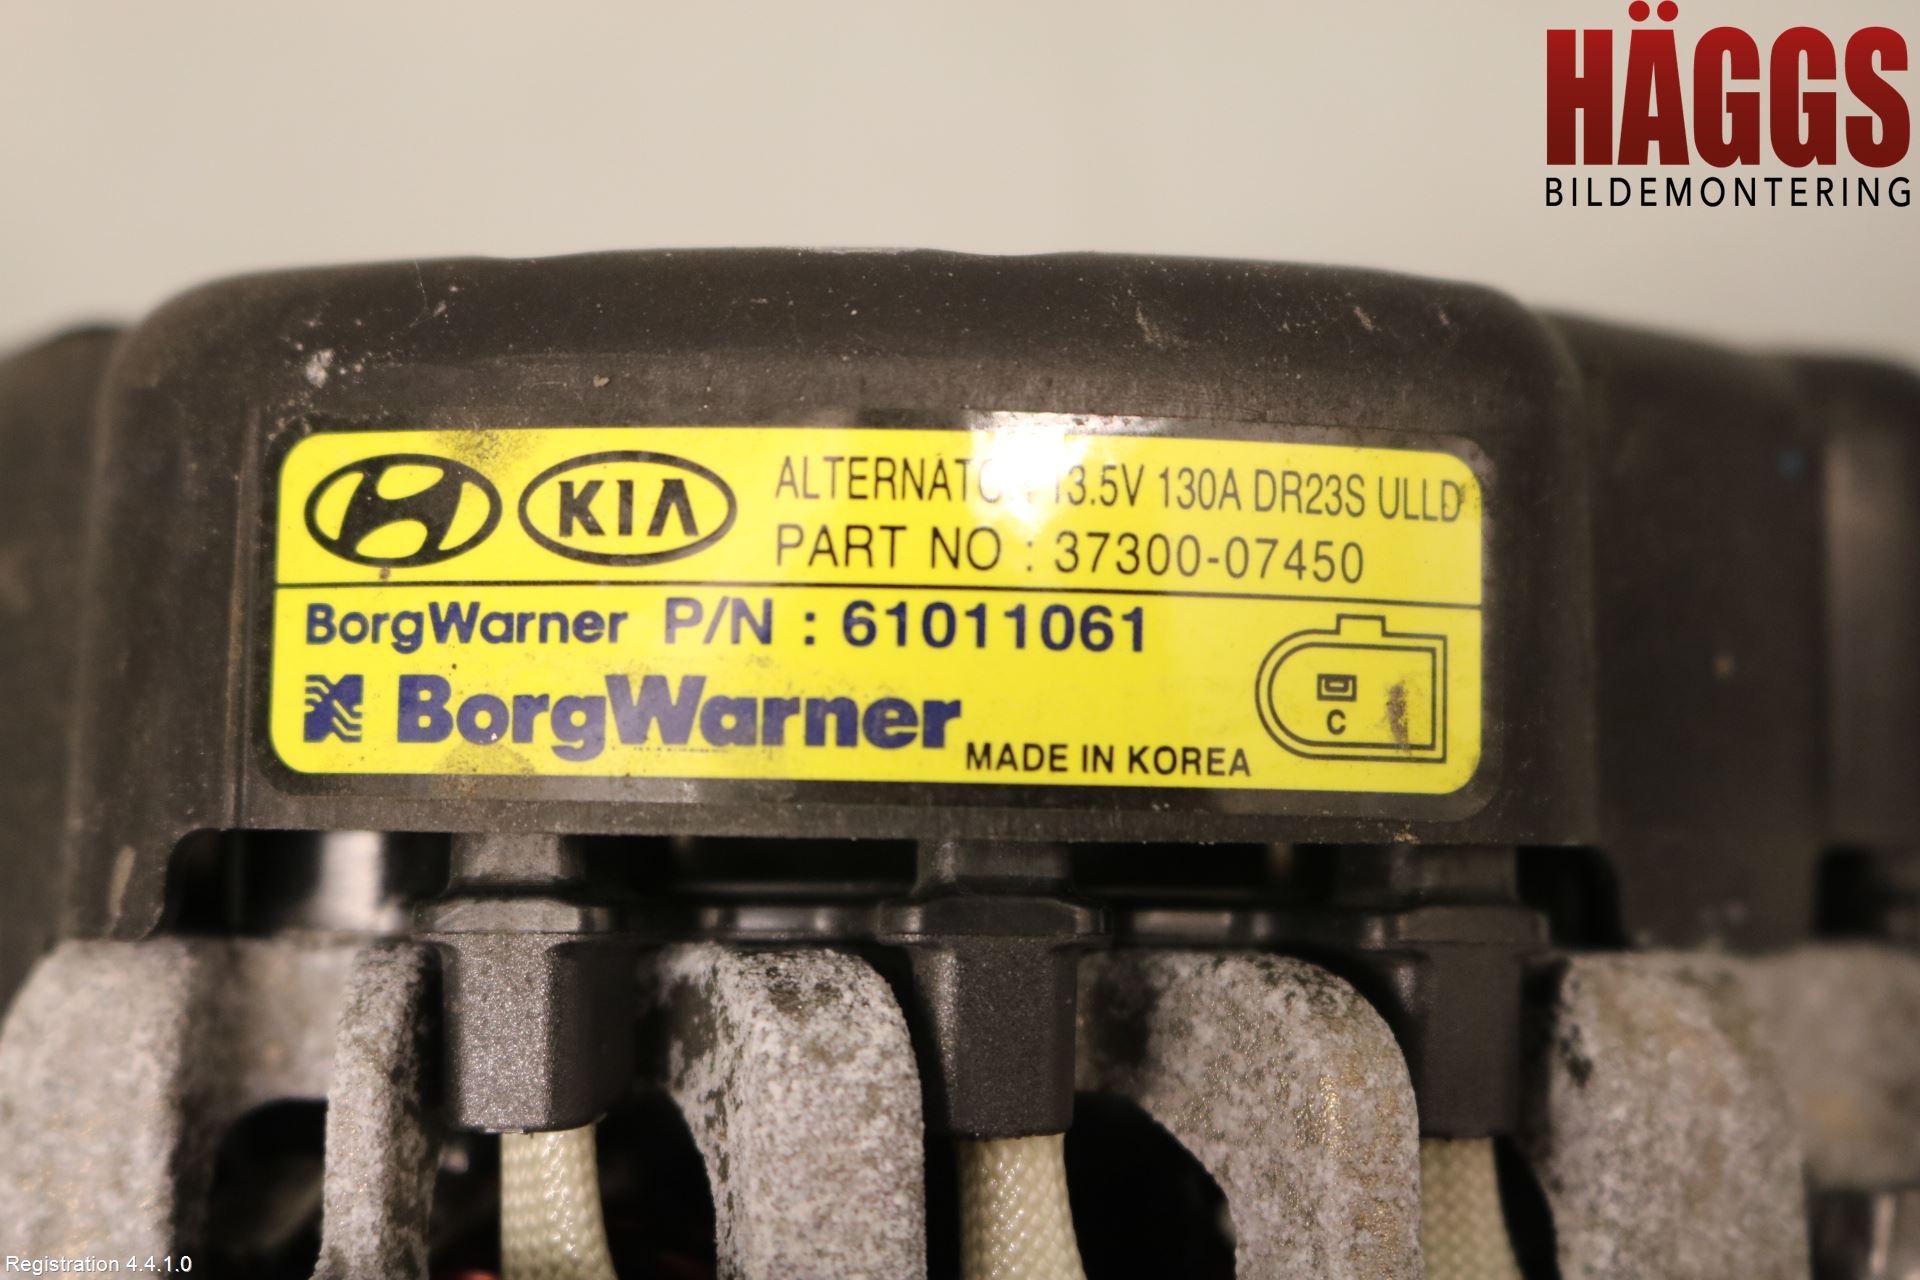 HÄGGS
BILDEMONTERING
KIA
13.5V 130A DR23S ULLD
PART NO : 37300-07450
BorgWarner P/N : 61011061
BorgWarner
MADE IN KOREA
C
Registration 4.4.1.0